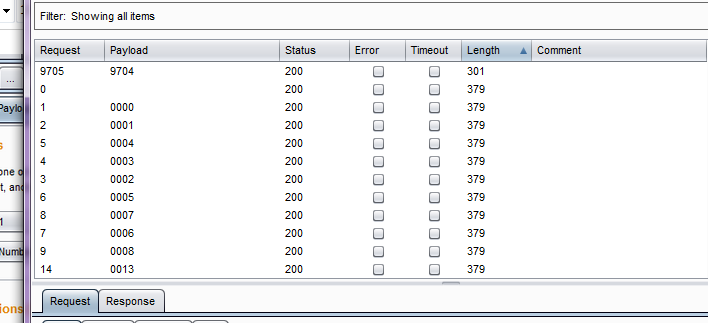 Filter: Showing all items
Request Payload Status Error Timeout Length Comment
9705 9704 200 301
0 200 379
1 0000 200 379
2 0001 200 379
5 0004 200 379
4 0003 200 379
3 0002 200 379
6 0005 200 379
8 0007 200 379
7 0006 200 379
9 0008 200 379
14 0013 200 379
Request Response
...
Paylo
s
one o
t, and
1
Numb
ions